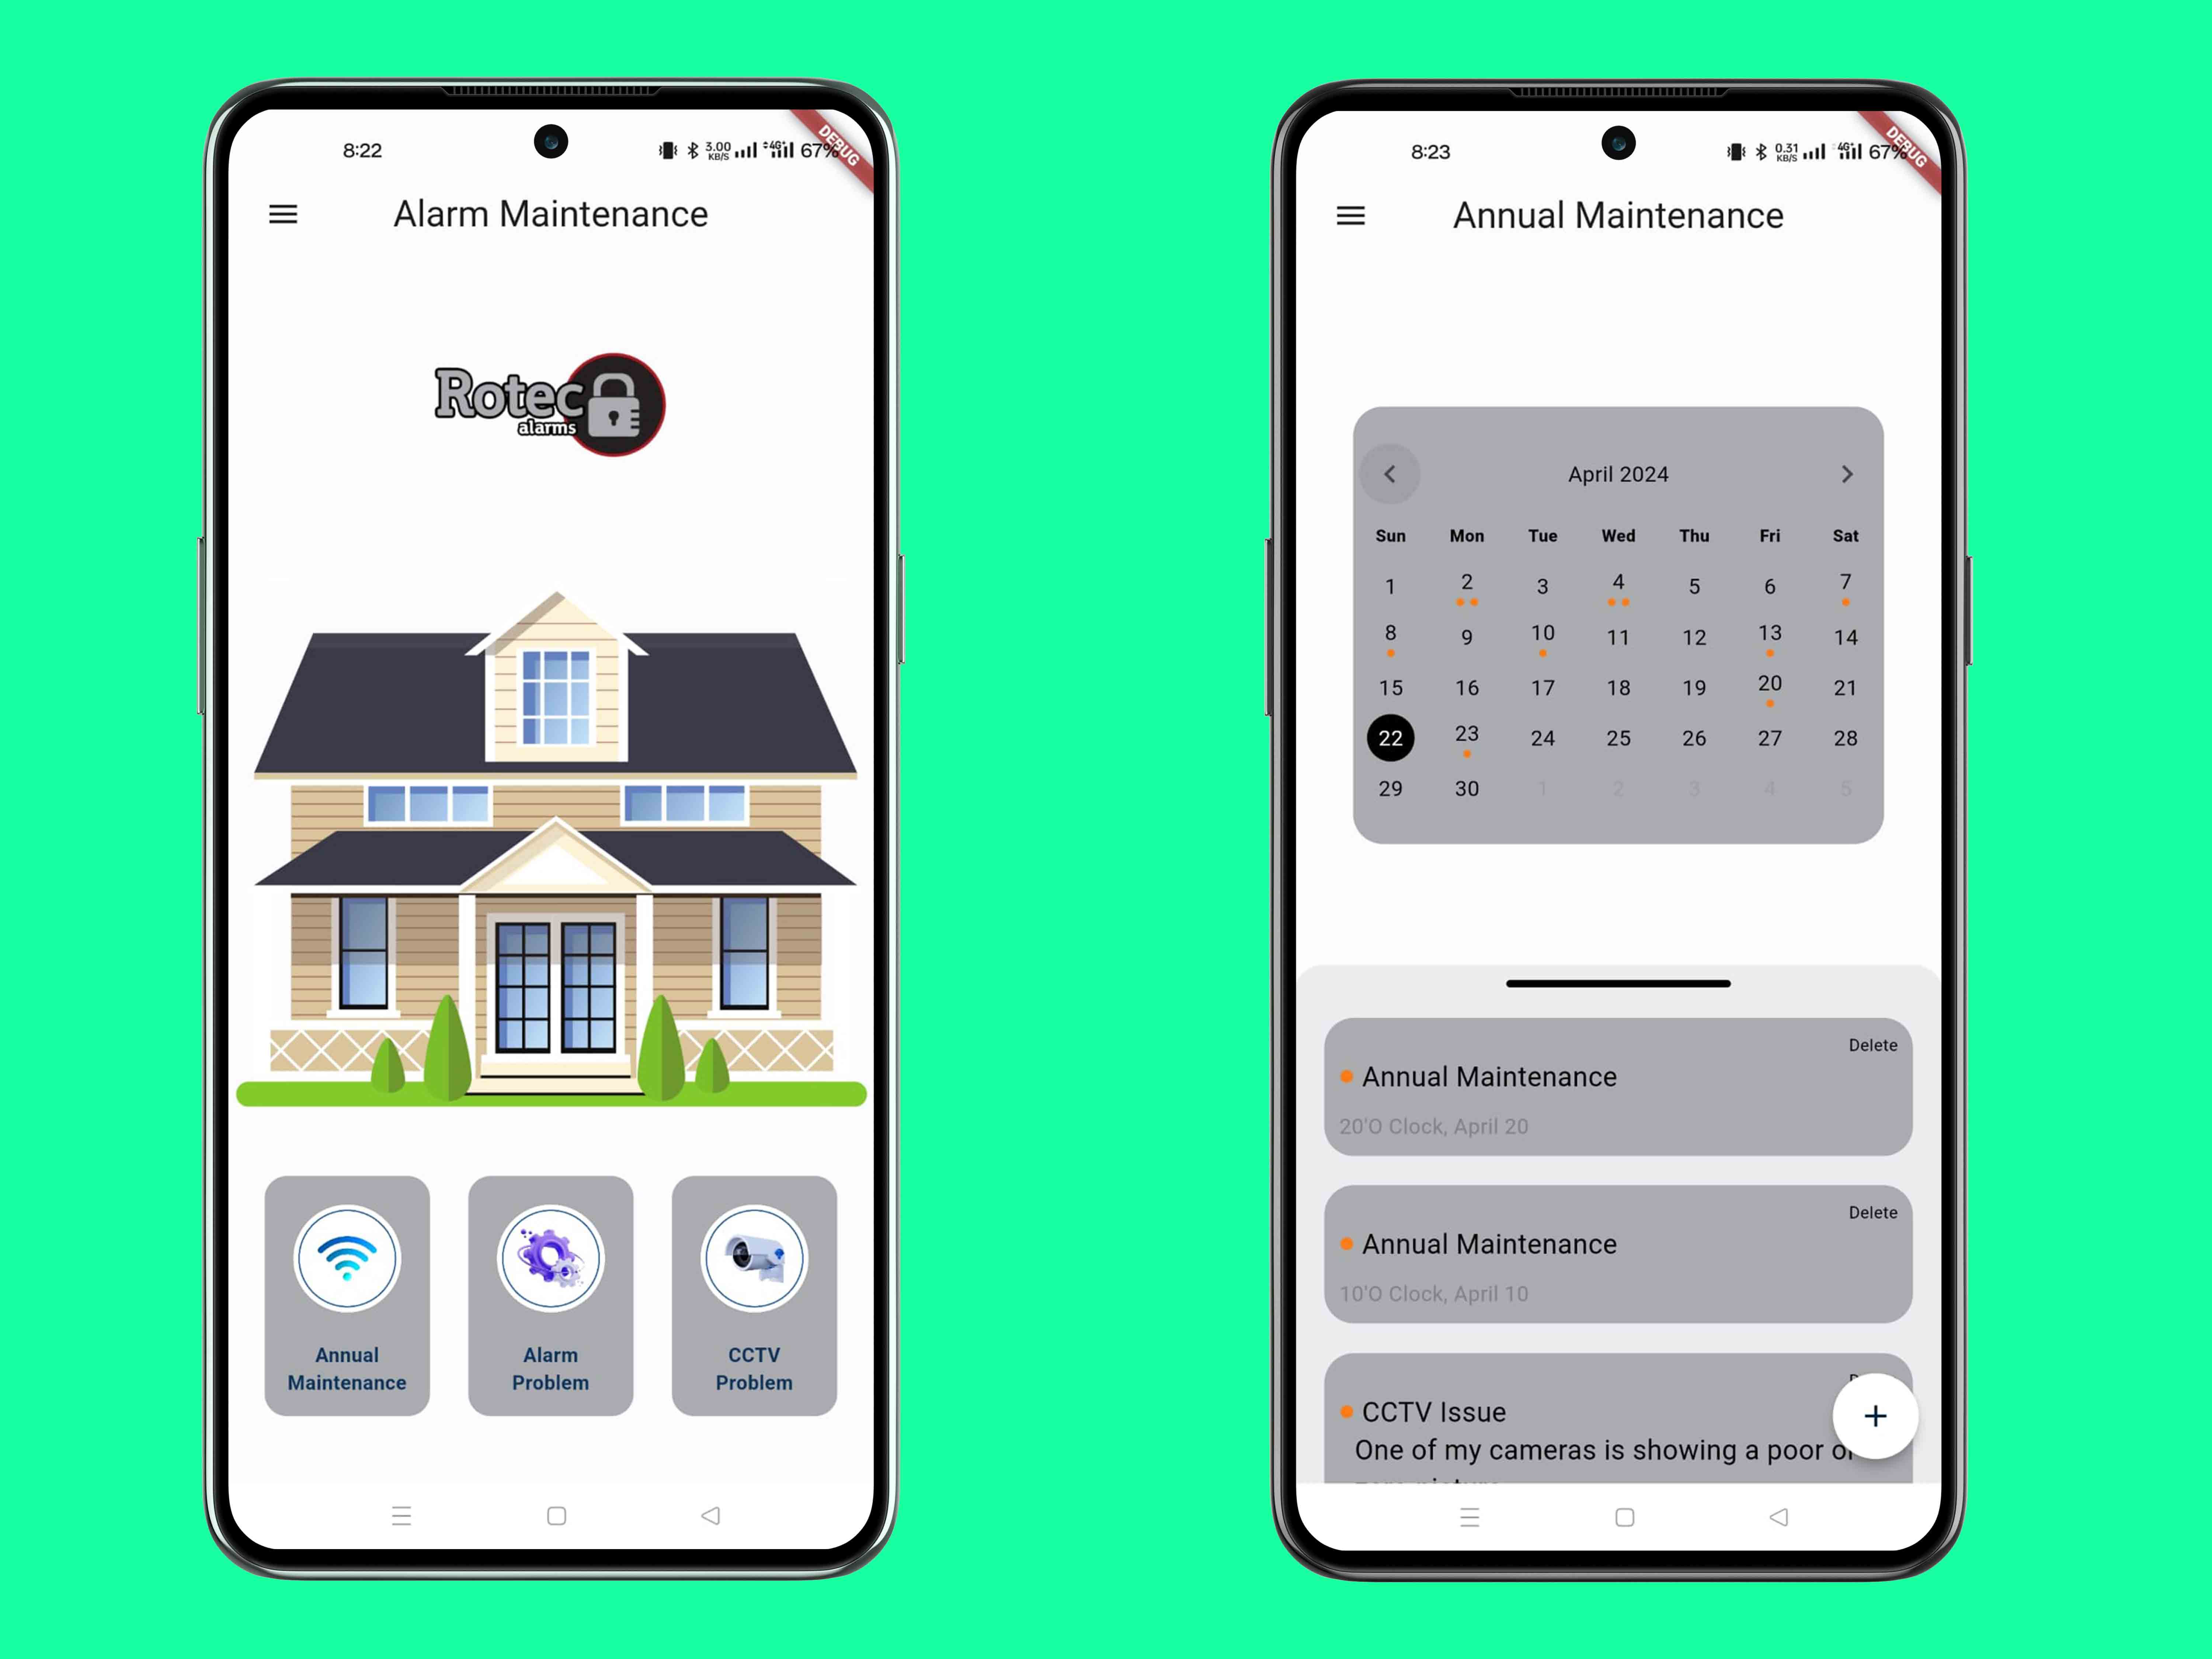 8:22
3.00
KB/S
4G+
67%
DEBUG
Alarm Maintenance
Rotec
alarms
Annual
Maintenance
Alarm
Problem
CCTV
Problem
8:23
0.31
KB/S
4G+
67%
DEBUG
Annual Maintenance
April 2024
Sun Mon Tue Wed Thu Fri Sat
1 2 3 4 5 6 7
8 9 10 11 12 13 14
15 16 17 18 19 20 21
22 23 24 25 26 27 28
29 30 1 2 3 4 5
Delete
Annual Maintenance
20'O Clock, April 20
Delete
Annual Maintenance
10'O Clock, April 10
CCTV Issue
One of my cameras is showing a poor or